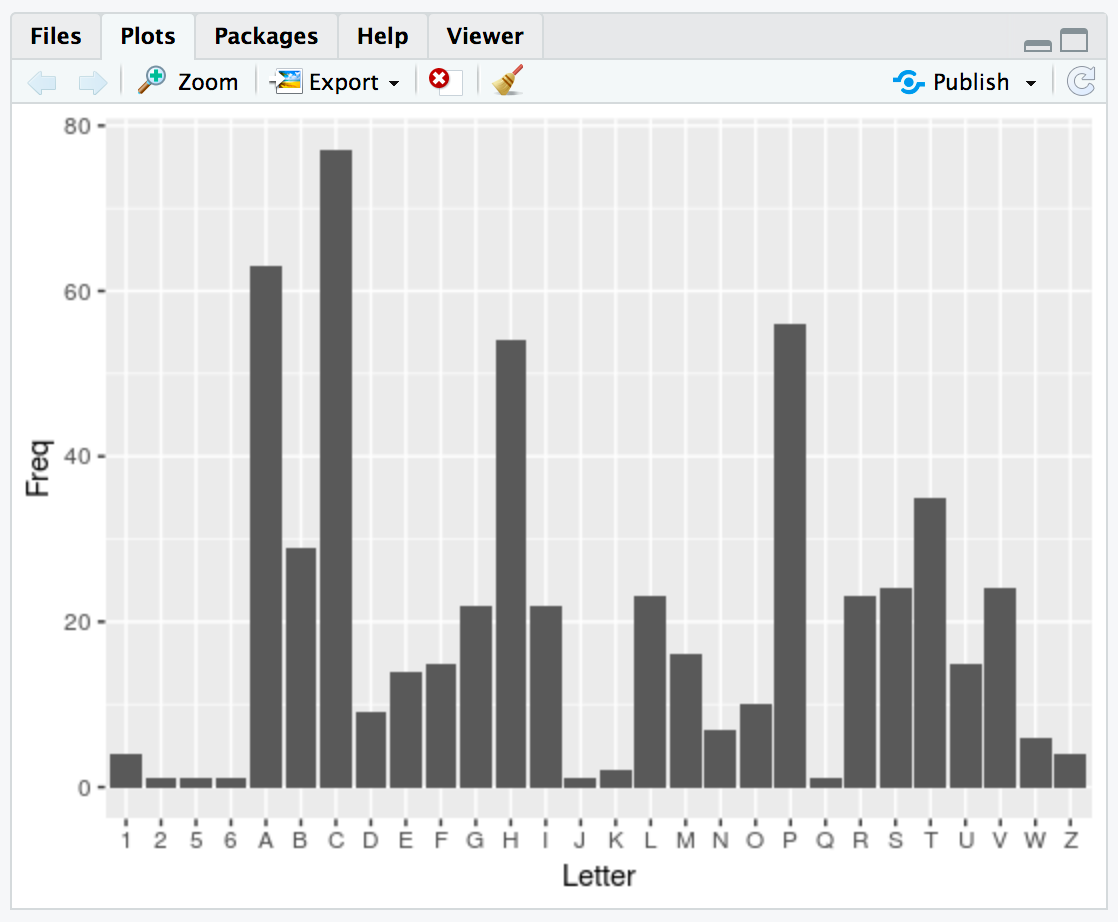 Files Plots Packages Help Viewer
Zoom Export Publish
80
60
40
20
0
Freq
1 2 5 6 A B C D E F G H I J K L M N O P Q R S T U V W Z
Letter